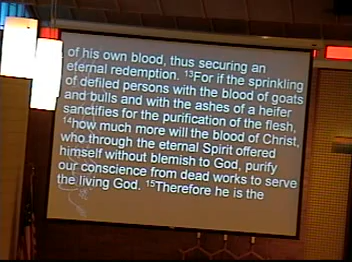 of his own blood, thus securing an
eternal redemption. 13For if the sprinkling
of defiled persons with the blood of goats
and bulls and with the ashes of a heifer
sanctifies for the purification of the flesh,
14how much more will the blood of Christ,
who through the eternal Spirit offered
himself without blemish to God, purify
our conscience from dead works to serve
the living God. 15Therefore he is the